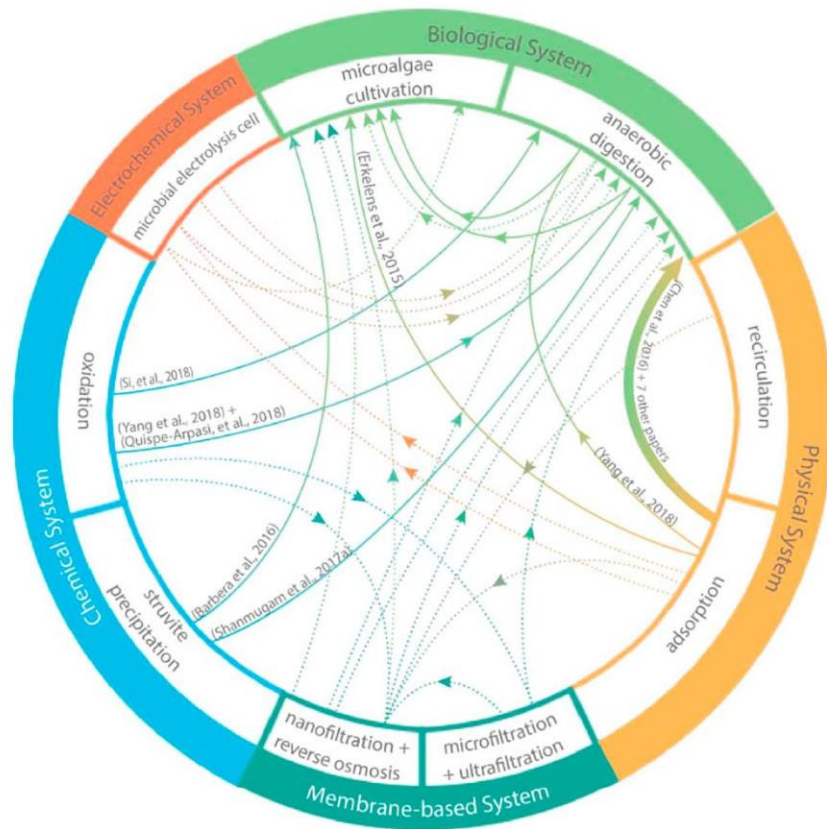 Biological System
microalgae
cultivation
anaerobic
digestion
Electrochemical System
microbial electrolysis cell
(Erkelens et al., 2015)
(Chen et al., 2016) + 7 other papers
recirculation
Physical System
oxidation
(Si, et al., 2018)
(Yang et al., 2018) +
(Quispe-Arpasi, et al., 2018)
(Yang et al., 2018)
Chemical System
struvite
precipitation
(Barbera et al., 2016)
(Shanmugam et al., 2017a)
adsorption
nanofiltration +
reverse osmosis
microfiltration
+ ultrafiltration
Membrane-based System